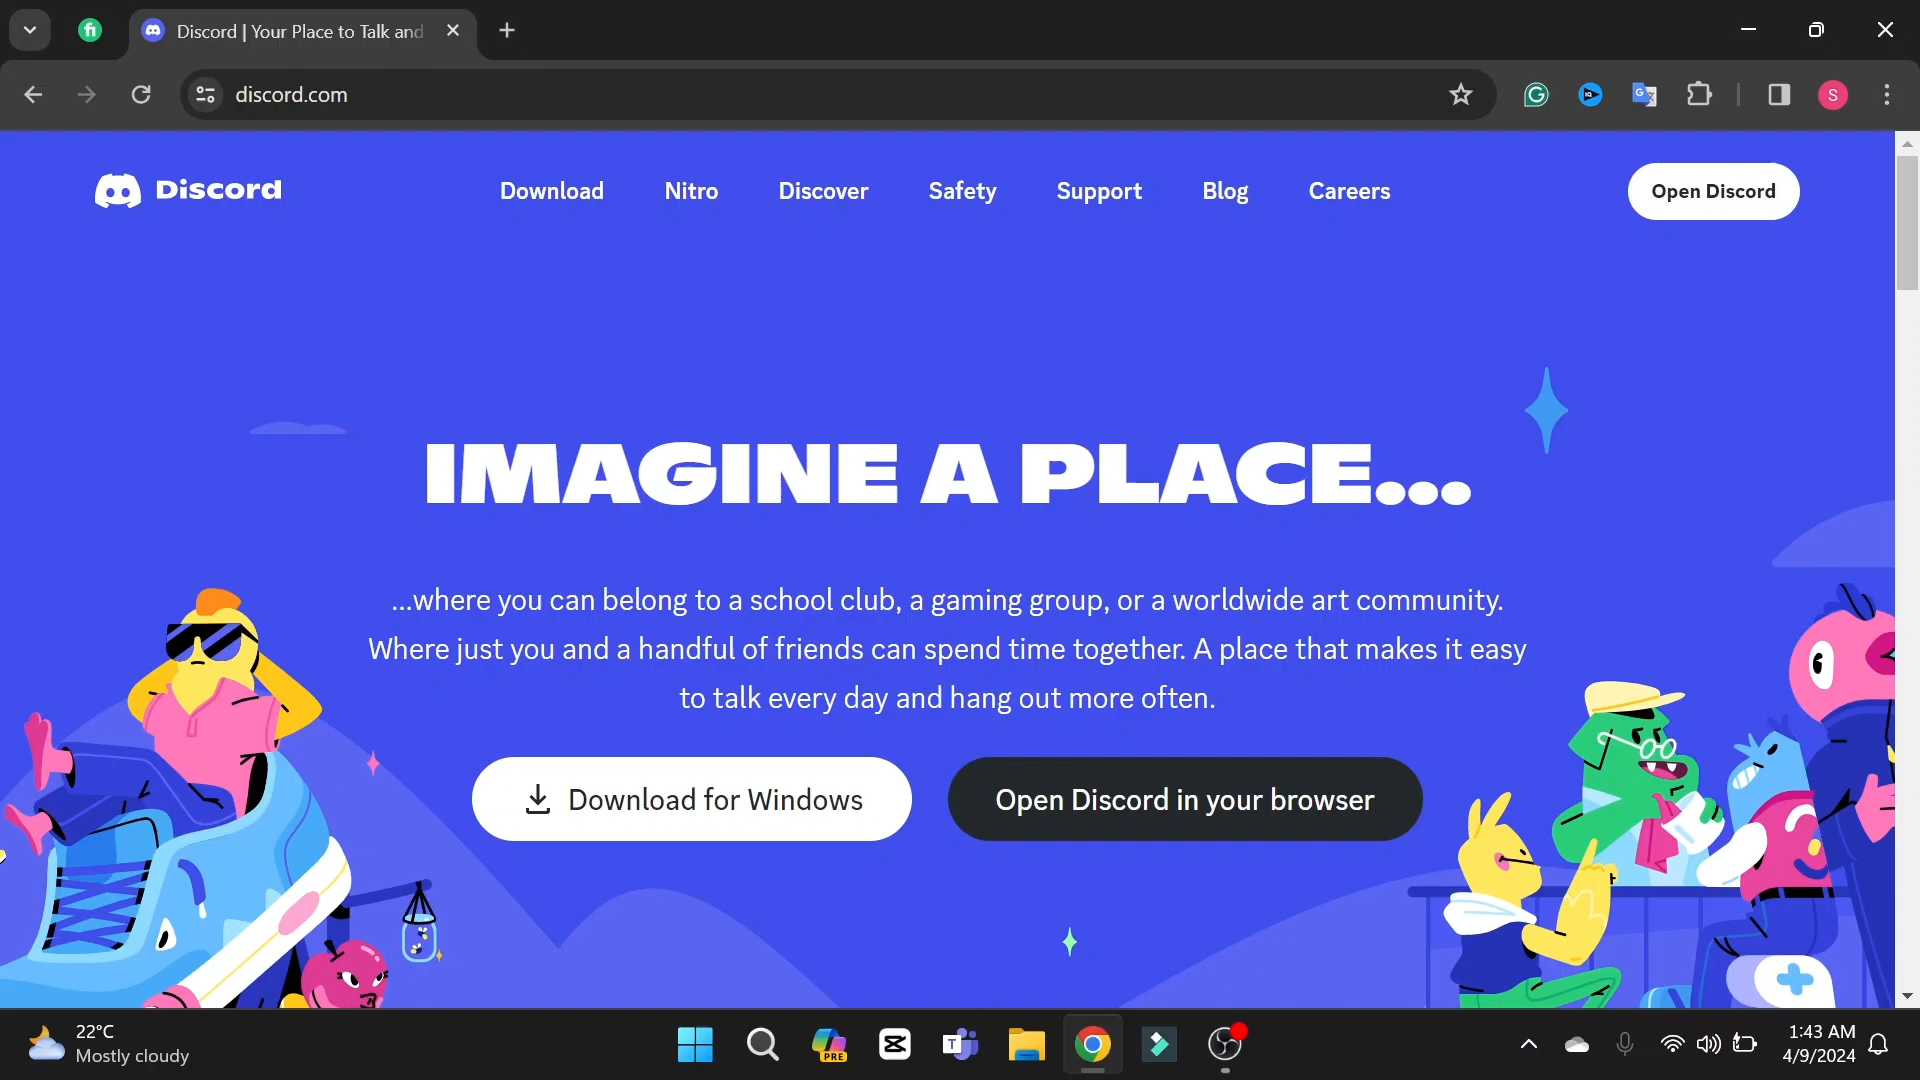 Discord | Your Place to Talk and
discord.com
S
Discord
Download
Nitro
Discover
Safety
Support
Blog
Careers
Open Discord
IMAGINE A PLACE...
...where you can belong to a school club, a gaming group, or a worldwide art community.
Where just you and a handful of friends can spend time together. A place that makes it easy
to talk every day and hang out more often.
Download for Windows
Open Discord in your browser
22°C
Mostly cloudy
PRE
T
1:43 AM
4/9/2024